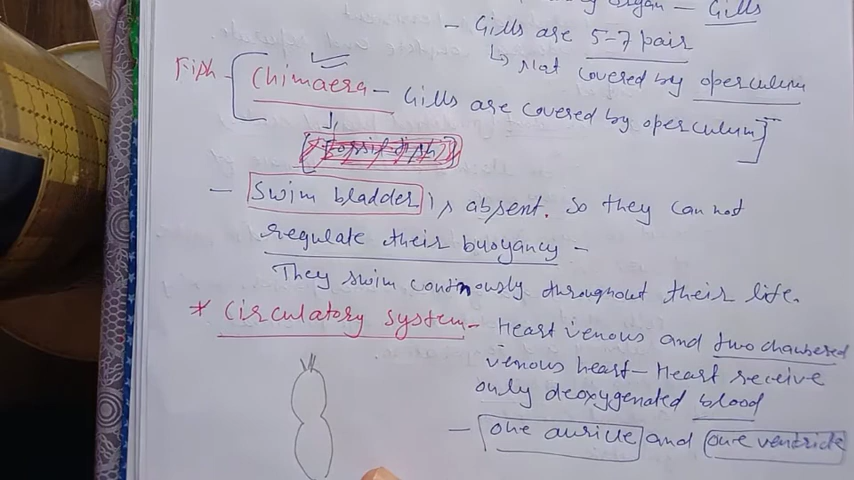 organ - Gills
- Gills are 5-7 pair
↳ Not covered by operculum
Fish - Chimaera - Gills are covered by operculum
- Swim bladder is absent. So they can not
regulate their buoyancy -
They swim continously throughout their life.
* Circulatory system - Heart venous and two chambered
venous heart - Heart receive
only deoxygenated blood
- one auricle and one ventricle